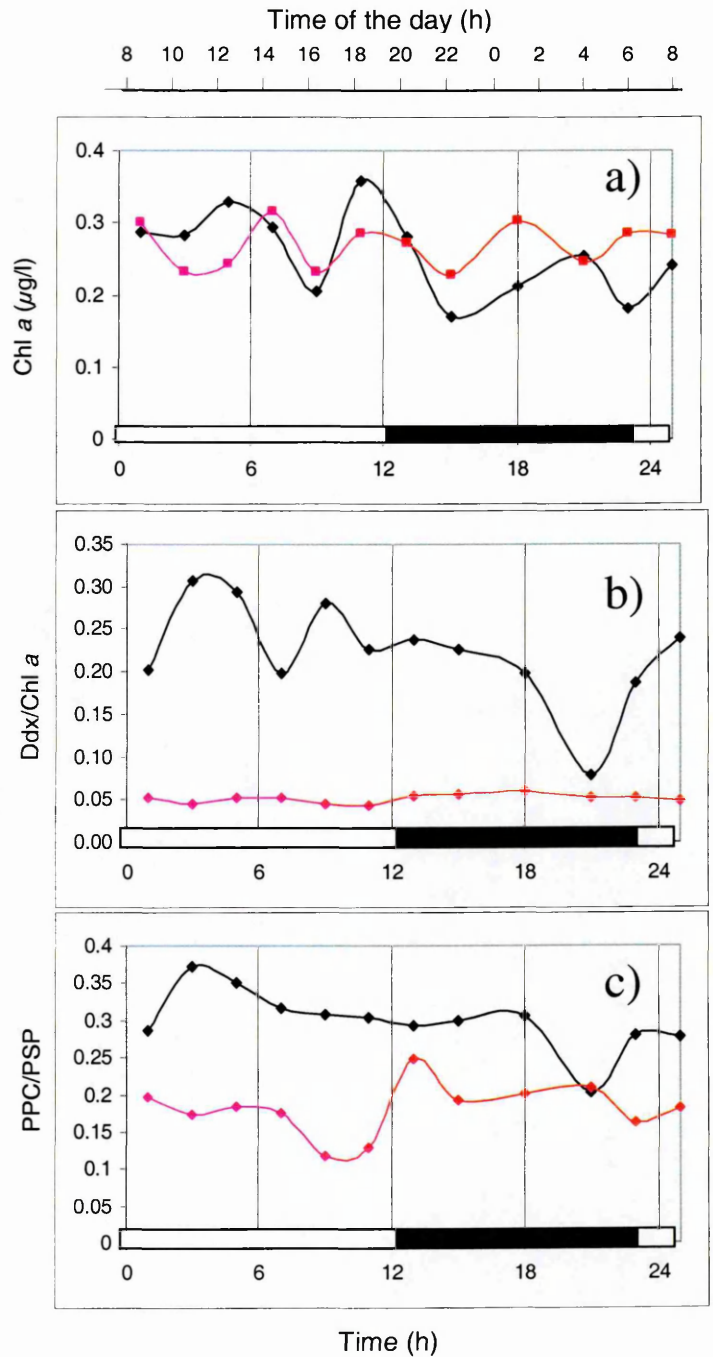 Time of the day (h)
8 10 12 14 16 18 20 22 0 2 4 6 8
a)
Chl a (µg/l)
0.4
0.3
0.2
0.1
0
0 6 12 18 24
b)
Ddx/Chl a
0.35
0.30
0.25
0.20
0.15
0.10
0.05
0.00
0 6 12 18 24
c)
PPC/PSP
0.4
0.35
0.3
0.25
0.2
0.15
0.1
0.05
0
0 6 12 18 24
Time (h)